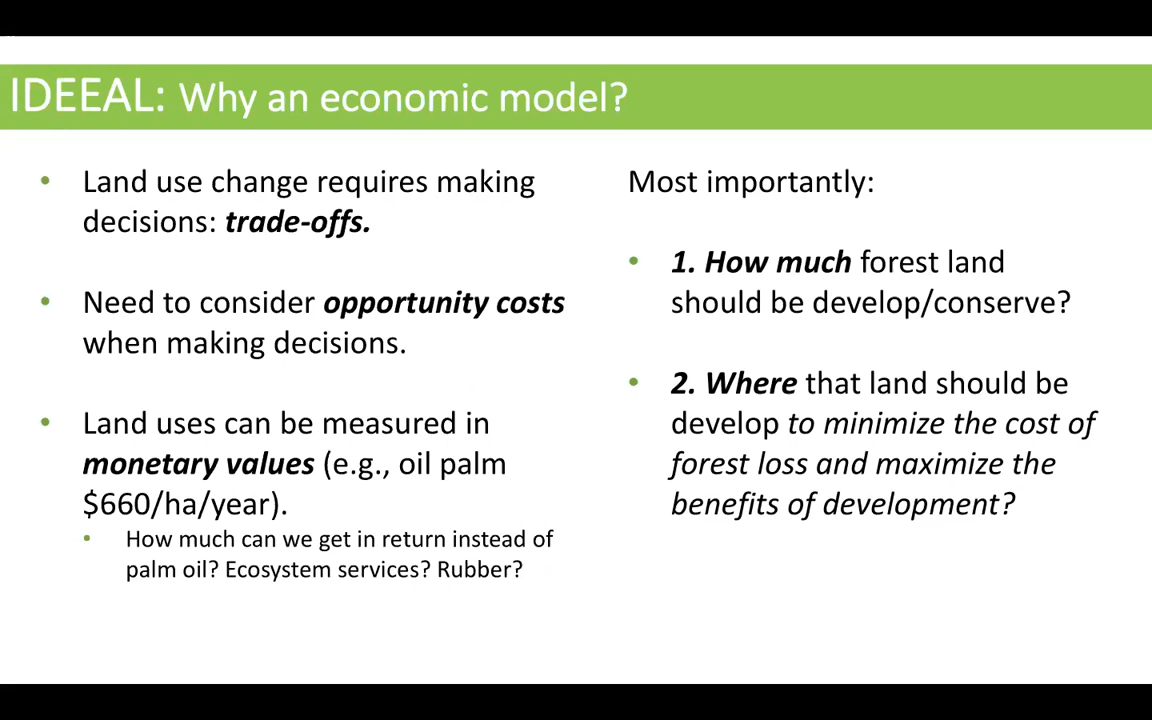 IDEEAL: Why an economic model?
• Land use change requires making
decisions: trade-offs.
• Need to consider opportunity costs
when making decisions.
• Land uses can be measured in
monetary values (e.g., oil palm
$660/ha/year).
• How much can we get in return instead of
palm oil? Ecosystem services? Rubber?
Most importantly:
• 1. How much forest land
should be develop/conserve?
• 2. Where that land should be
develop to minimize the cost of
forest loss and maximize the
benefits of development?